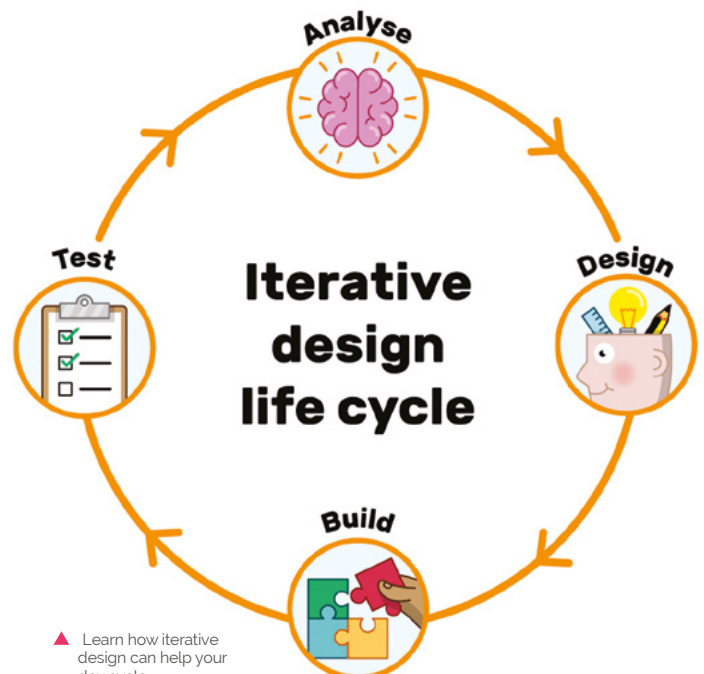 Analyse
Test
Iterative
design
life cycle
Design
Build
Learn how iterative
design can help your